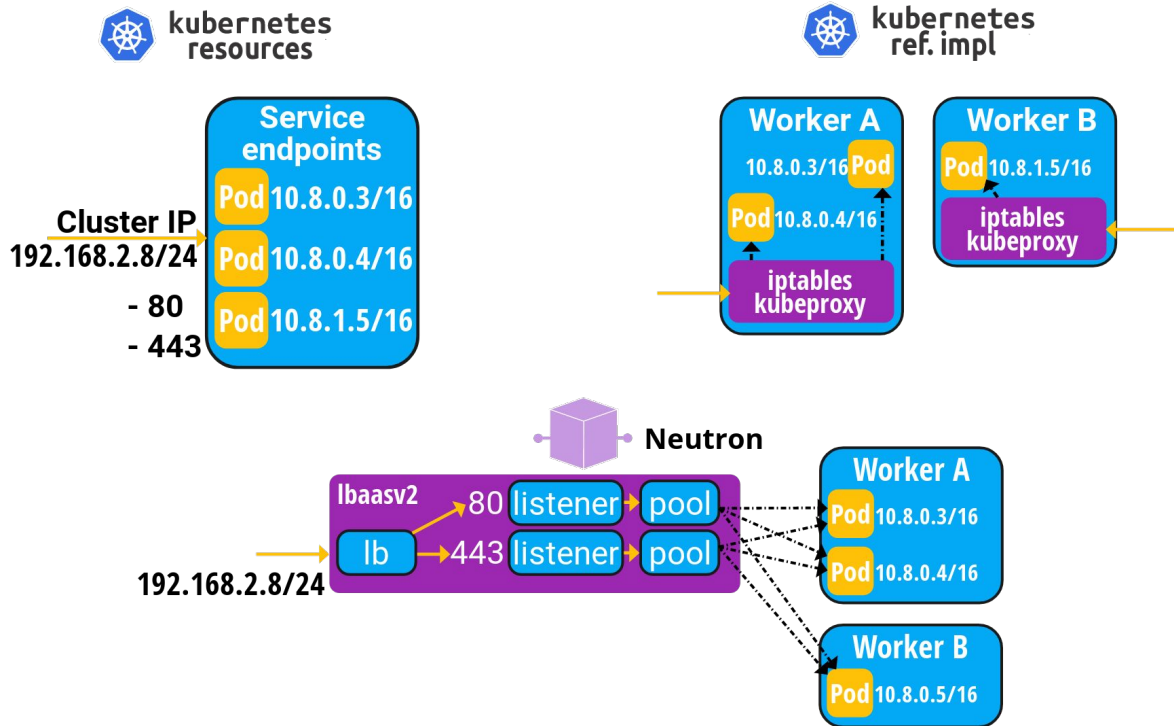 kubernetes
resources
Service
endpoints
Pod 10.8.0.3/16
Cluster IP
192.168.2.8/24
Pod 10.8.0.4/16
- 80
Pod 10.8.1.5/16
- 443
kubernetes
ref. impl
Worker A
10.8.0.3/16 Pod
Pod 10.8.0.4/16
iptables
kubeproxy
Worker B
Pod 10.8.1.5/16
iptables
kubeproxy
Neutron
lbaasv2
80 listener pool
lb 443 listener pool
192.168.2.8/24
Worker A
Pod 10.8.0.3/16
Pod 10.8.0.4/16
Worker B
Pod 10.8.0.5/16